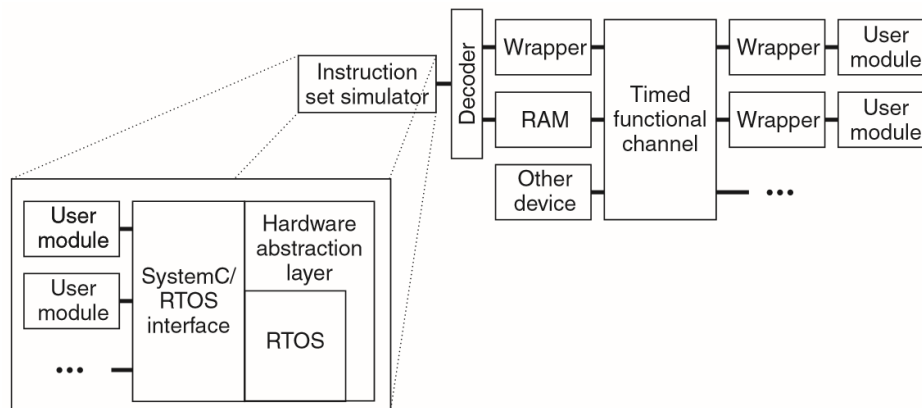 Instruction
set simulator
Decoder
Wrapper
RAM
Other
device
Timed
functional
channel
Wrapper
User
module
Wrapper
User
module
•••
User
module
User
module
•••
SystemC/
RTOS
interface
Hardware
abstraction
layer
RTOS